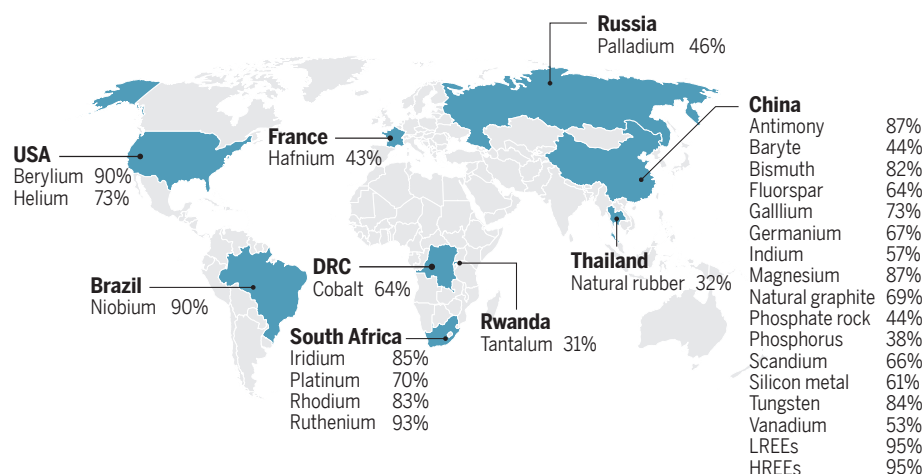 Russia
Palladium 46%
China
Antimony 87%
Baryte 44%
Bismuth 82%
Fluorspar 64%
Galllium 73%
Germanium 67%
Indium 57%
Magnesium 87%
Natural graphite 69%
Phosphate rock 44%
Phosphorus 38%
Scandium 66%
Silicon metal 61%
Tungsten 84%
Vanadium 53%
LREEs 95%
HREEs 95%
France
Hafnium 43%
USA
Berylium 90%
Helium 73%
Thailand
Natural rubber 32%
DRC
Cobalt 64%
Brazil
Niobium 90%
Rwanda
Tantalum 31%
South Africa
Iridium 85%
Platinum 70%
Rhodium 83%
Ruthenium 93%